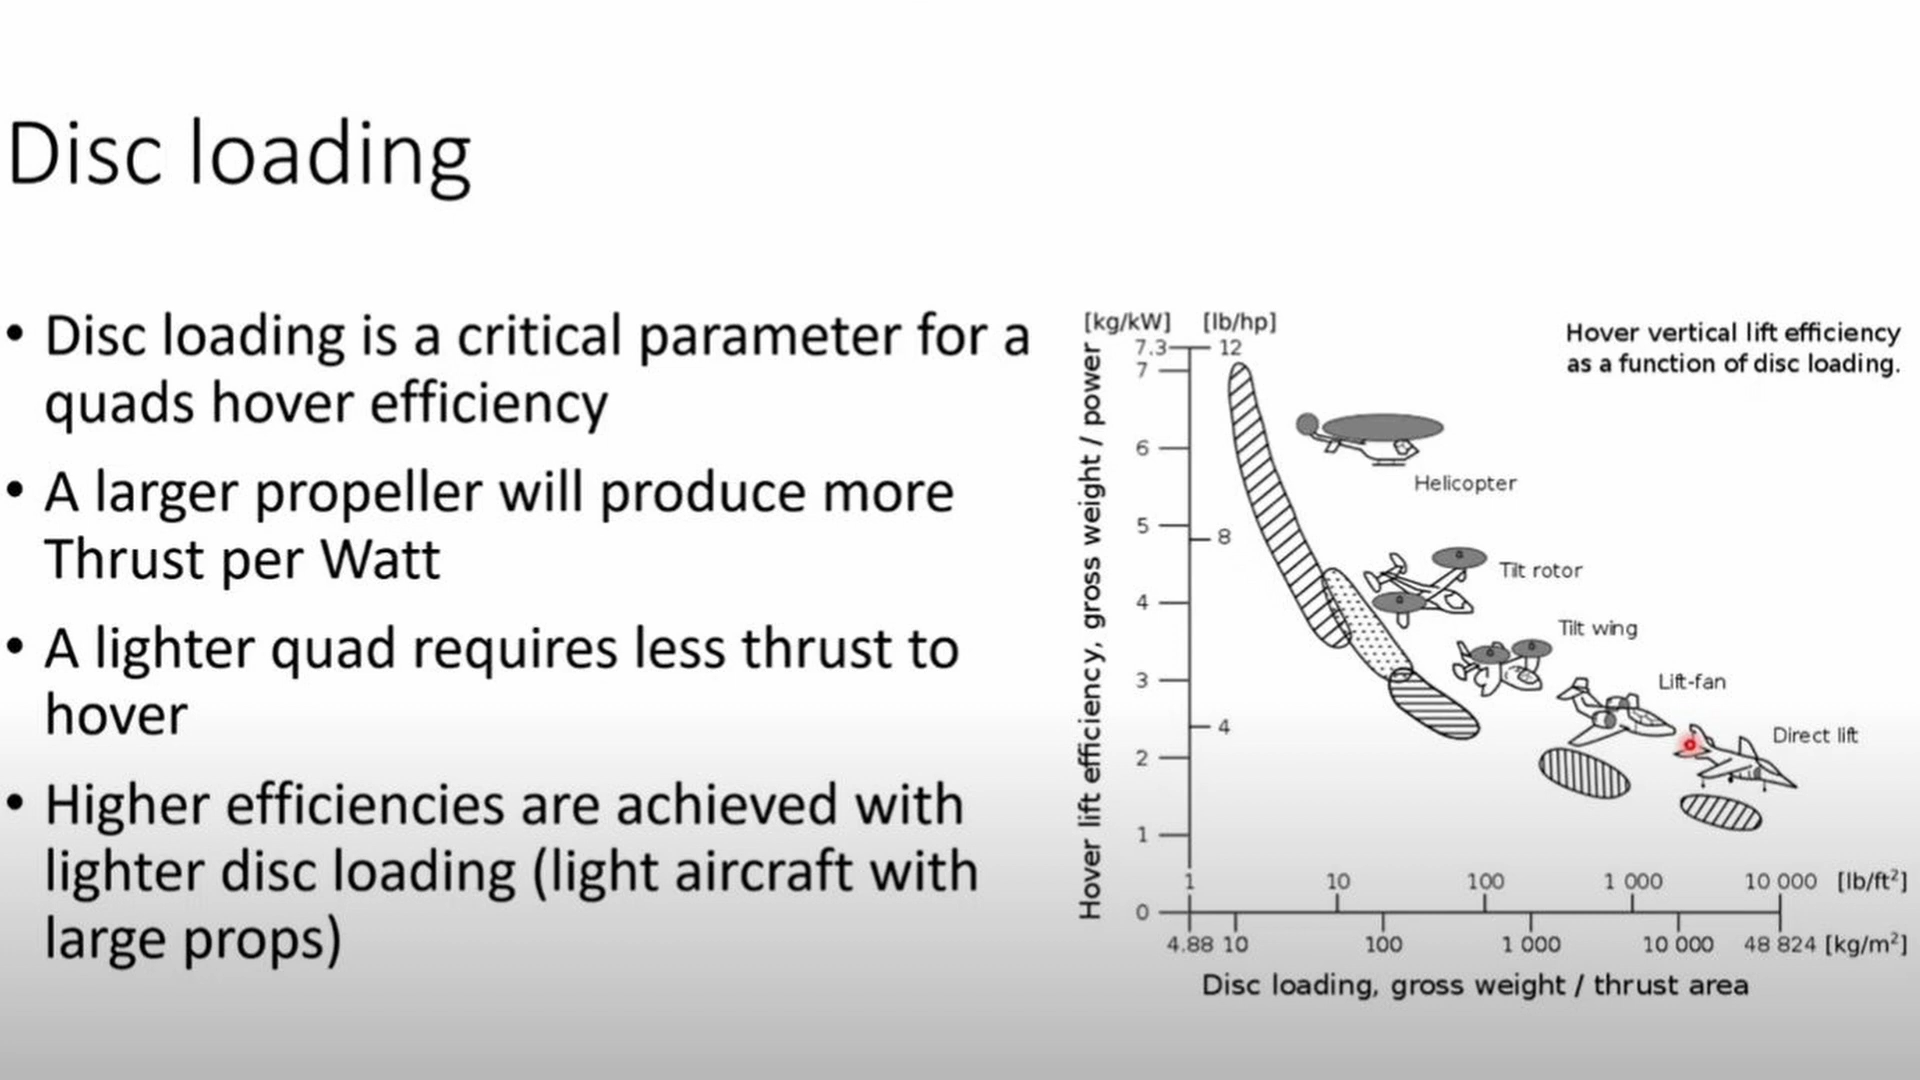 Disc loading
• Disc loading is a critical parameter for a
quads hover efficiency
• A larger propeller will produce more
Thrust per Watt
• A lighter quad requires less thrust to
hover
• Higher efficiencies are achieved with
lighter disc loading (light aircraft with
large props)
[kg/kW] [lb/hp]
Hover vertical lift efficiency
as a function of disc loading.
7.3 12
7
6
5
8
4
3
4
2
1
0
Hover lift efficiency, gross weight / power
Helicopter
Tilt rotor
Tilt wing
Lift-fan
Direct lift
1 10 100 1 000 10 000 [lb/ft²]
4.88 10 100 1 000 10 000 48 824 [kg/m²]
Disc loading, gross weight / thrust area